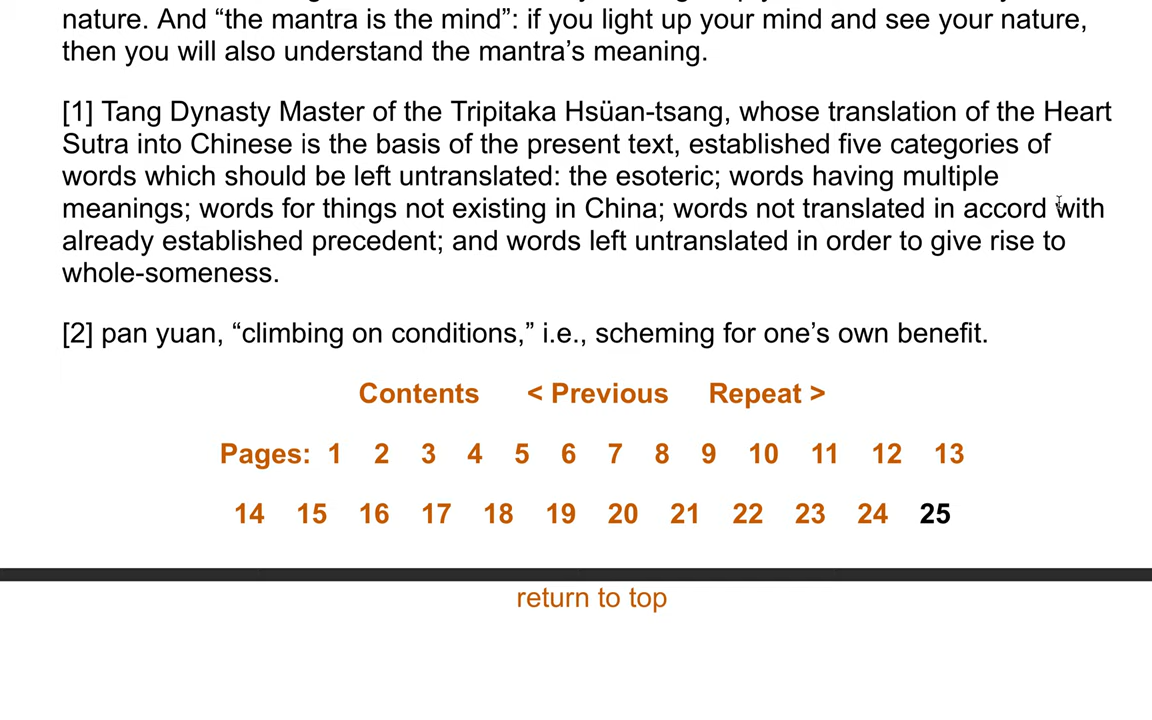 nature. And “the mantra is the mind”: if you light up your mind and see your nature,
then you will also understand the mantra’s meaning.
[1] Tang Dynasty Master of the Tripitaka Hsüan-tsang, whose translation of the Heart
Sutra into Chinese is the basis of the present text, established five categories of
words which should be left untranslated: the esoteric; words having multiple
meanings; words for things not existing in China; words not translated in accord with
already established precedent; and words left untranslated in order to give rise to
whole-someness.
[2] pan yuan, “climbing on conditions,” i.e., scheming for one’s own benefit.
Contents < Previous Repeat >
Pages: 1 2 3 4 5 6 7 8 9 10 11 12 13
14 15 16 17 18 19 20 21 22 23 24 25
return to top